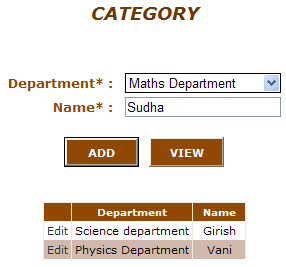 CATEGORY
Department* : Maths Department
Name* : Sudha
ADD VIEW
Department Name
Edit Science department Girish
Edit Physics Department Vani